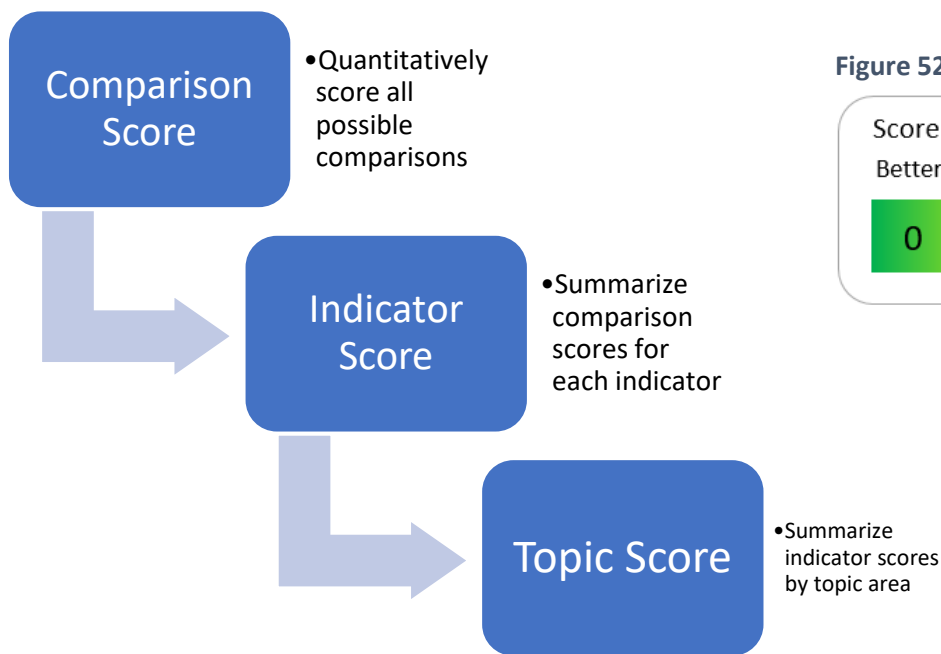 Comparison
Score
•Quantitatively
score all
possible
comparisons
Figure 52
Score
Better
0
Indicator
Score
•Summarize
comparison
scores for
each indicator
Topic Score
•Summarize
indicator scores
by topic area